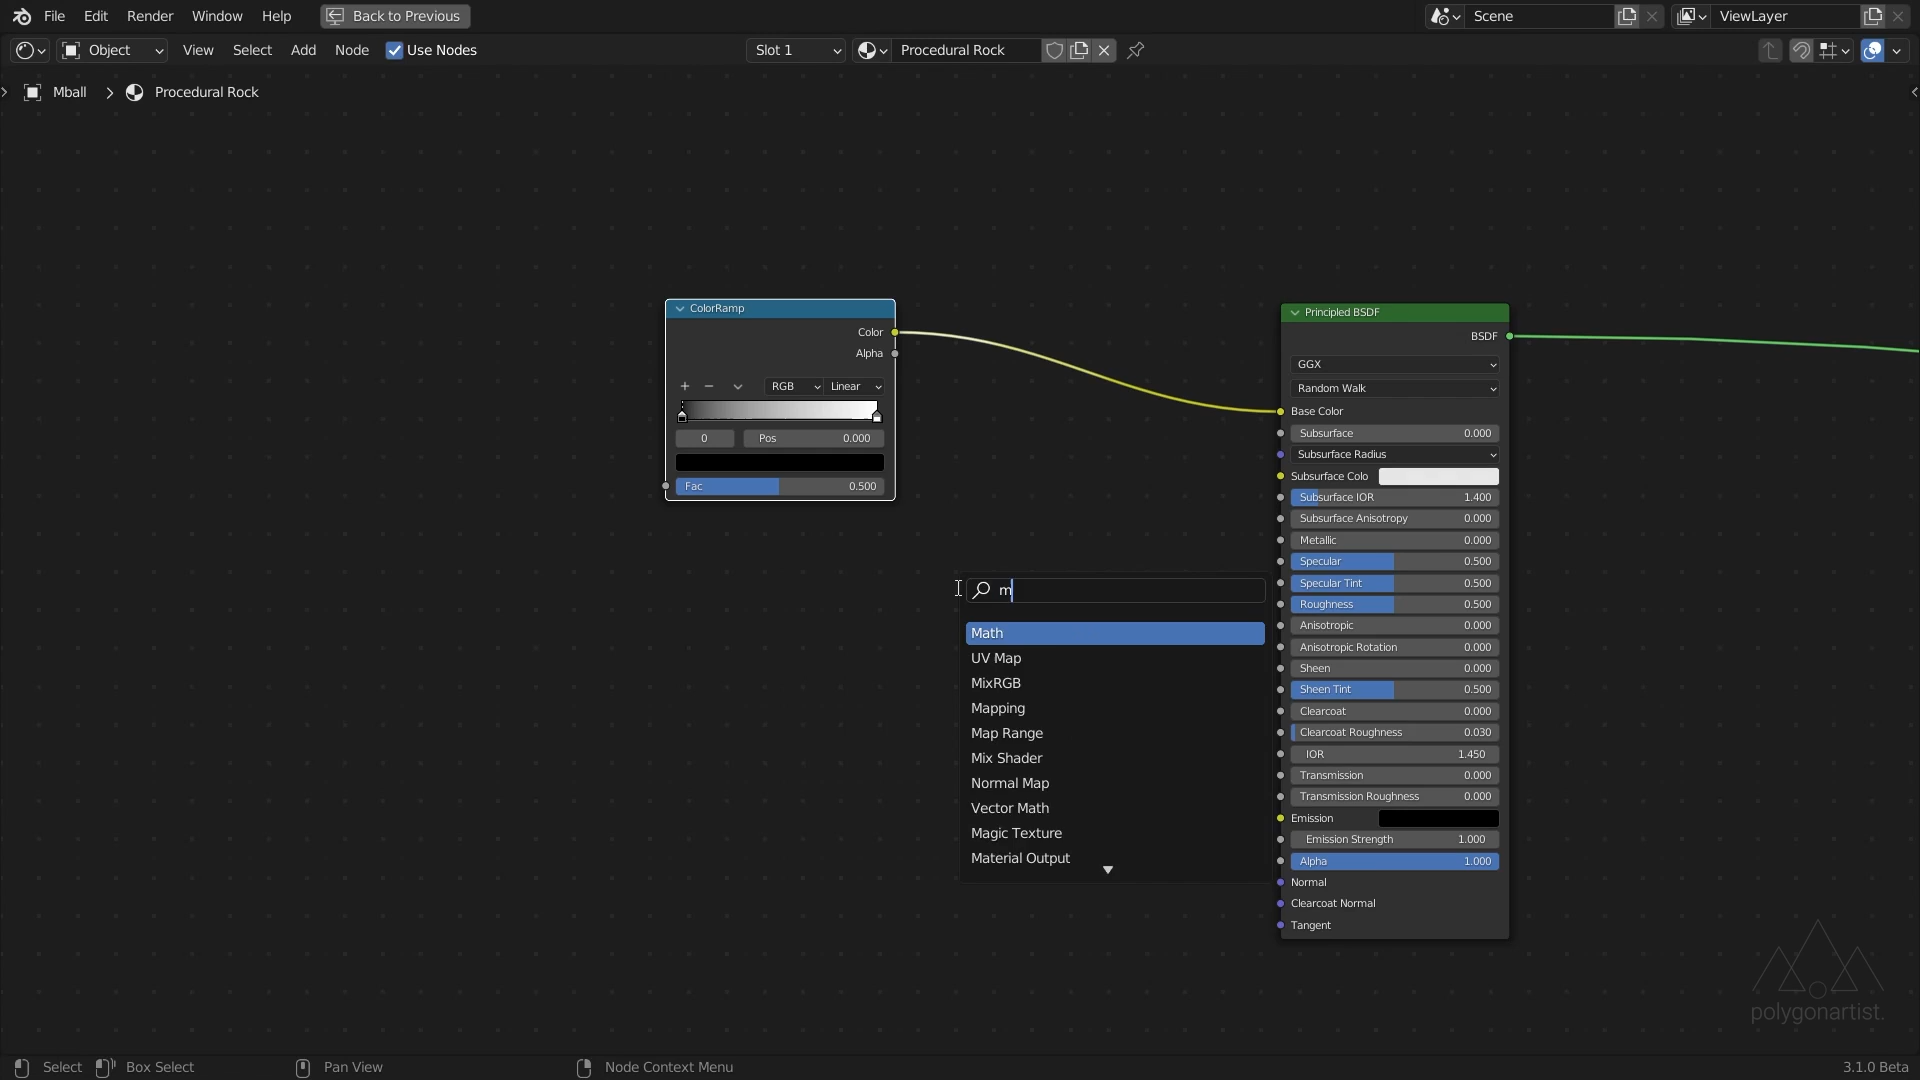 File Edit Render Window Help Back to Previous Scene ViewLayer
Object View Select Add Node Use Nodes Slot 1 Procedural Rock
Mball > Procedural Rock
ColorRamp
Color
Alpha
+ − RGB Linear
0 Pos 0.000
Fac 0.500
m
Math
UV Map
MixRGB
Mapping
Map Range
Mix Shader
Normal Map
Vector Math
Magic Texture
Material Output
Principled BSDF
BSDF
GGX
Random Walk
Base Color
Subsurface 0.000
Subsurface Radius
Subsurface Colo
Subsurface IOR 1.400
Subsurface Anisotropy 0.000
Metallic 0.000
Specular 0.500
Specular Tint 0.500
Roughness 0.500
Anisotropic 0.000
Anisotropic Rotation 0.000
Sheen 0.000
Sheen Tint 0.500
Clearcoat 0.000
Clearcoat Roughness 0.030
IOR 1.450
Transmission 0.000
Transmission Roughness 0.000
Emission
Emission Strength 1.000
Alpha 1.000
Normal
Clearcoat Normal
Tangent
polygonartist.
Select Box Select Pan View Node Context Menu 3.1.0 Beta